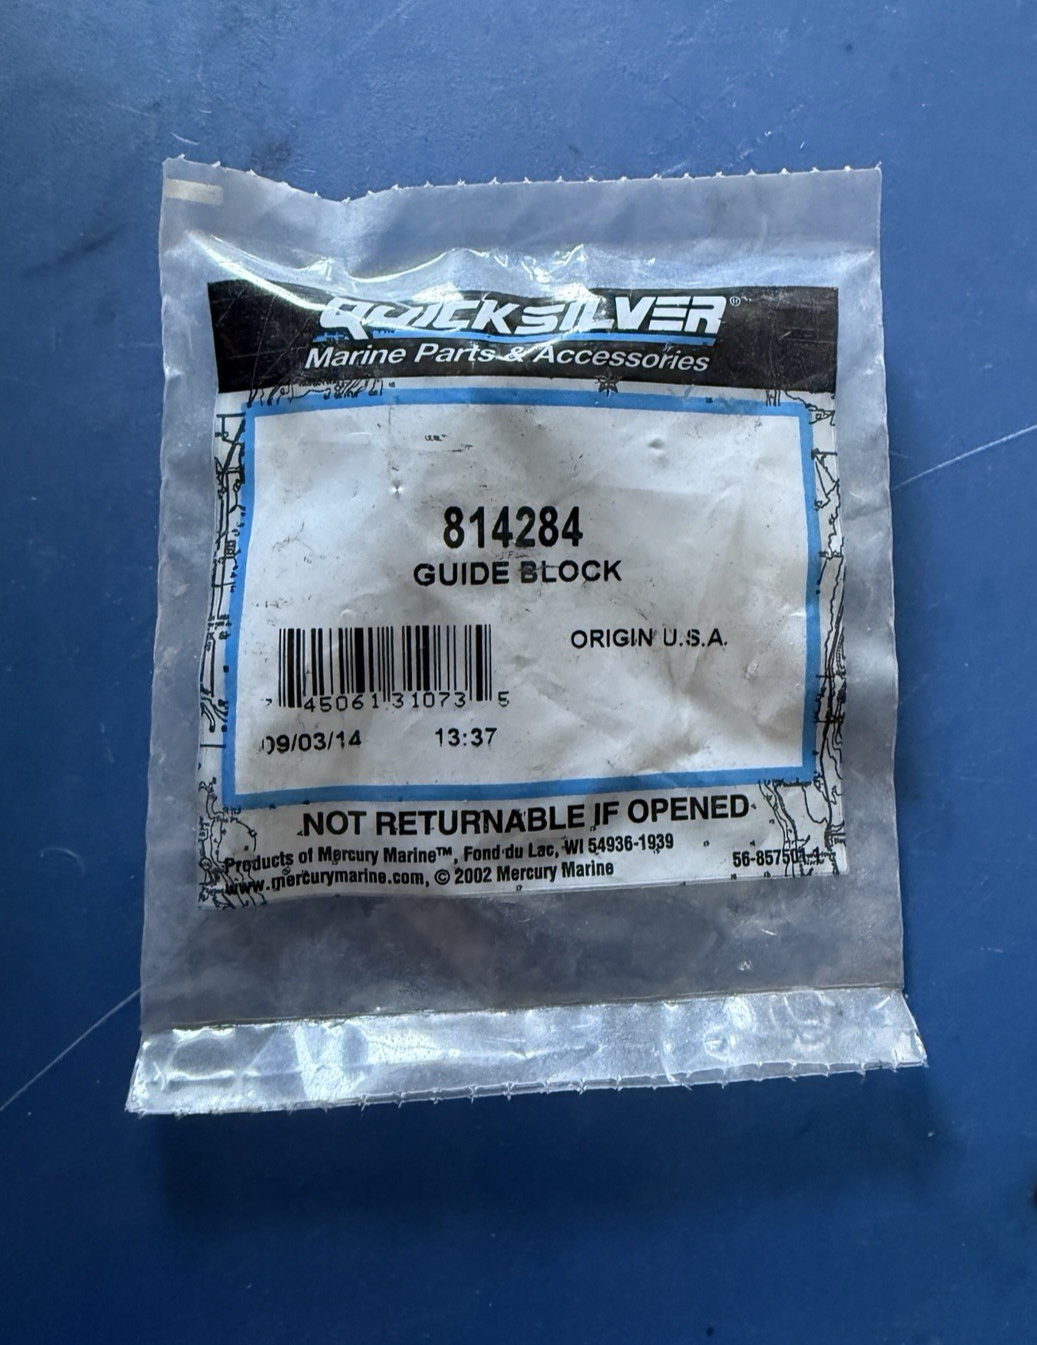 QUICKSILVER®
Marine Parts & Accessories
814284
GUIDE BLOCK
ORIGIN U.S.A.
7 45061 31073 5
09/03/14 13:37
NOT RETURNABLE IF OPENED
Products of Mercury Marine™, Fond du Lac, WI 54936-1939
www.mercurymarine.com, © 2002 Mercury Marine